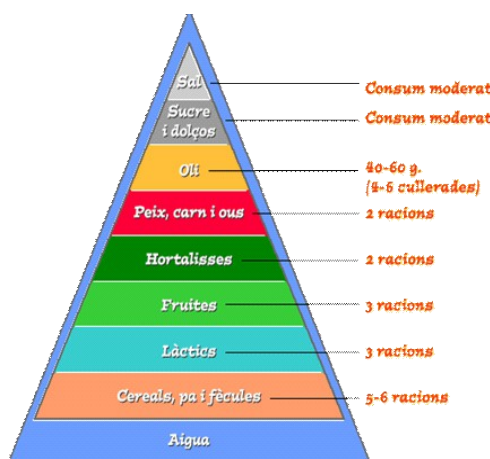 Sal
Consum moderat
Sucre
i dolços
Consum moderat
Oli
40-60 g.
(4-6 cullerades)
Peix, carn i ous
2 racions
Hortalisses
2 racions
Fruites
3 racions
Làctics
3 racions
Cereals, pa i fècules
5-6 racions
Aigua